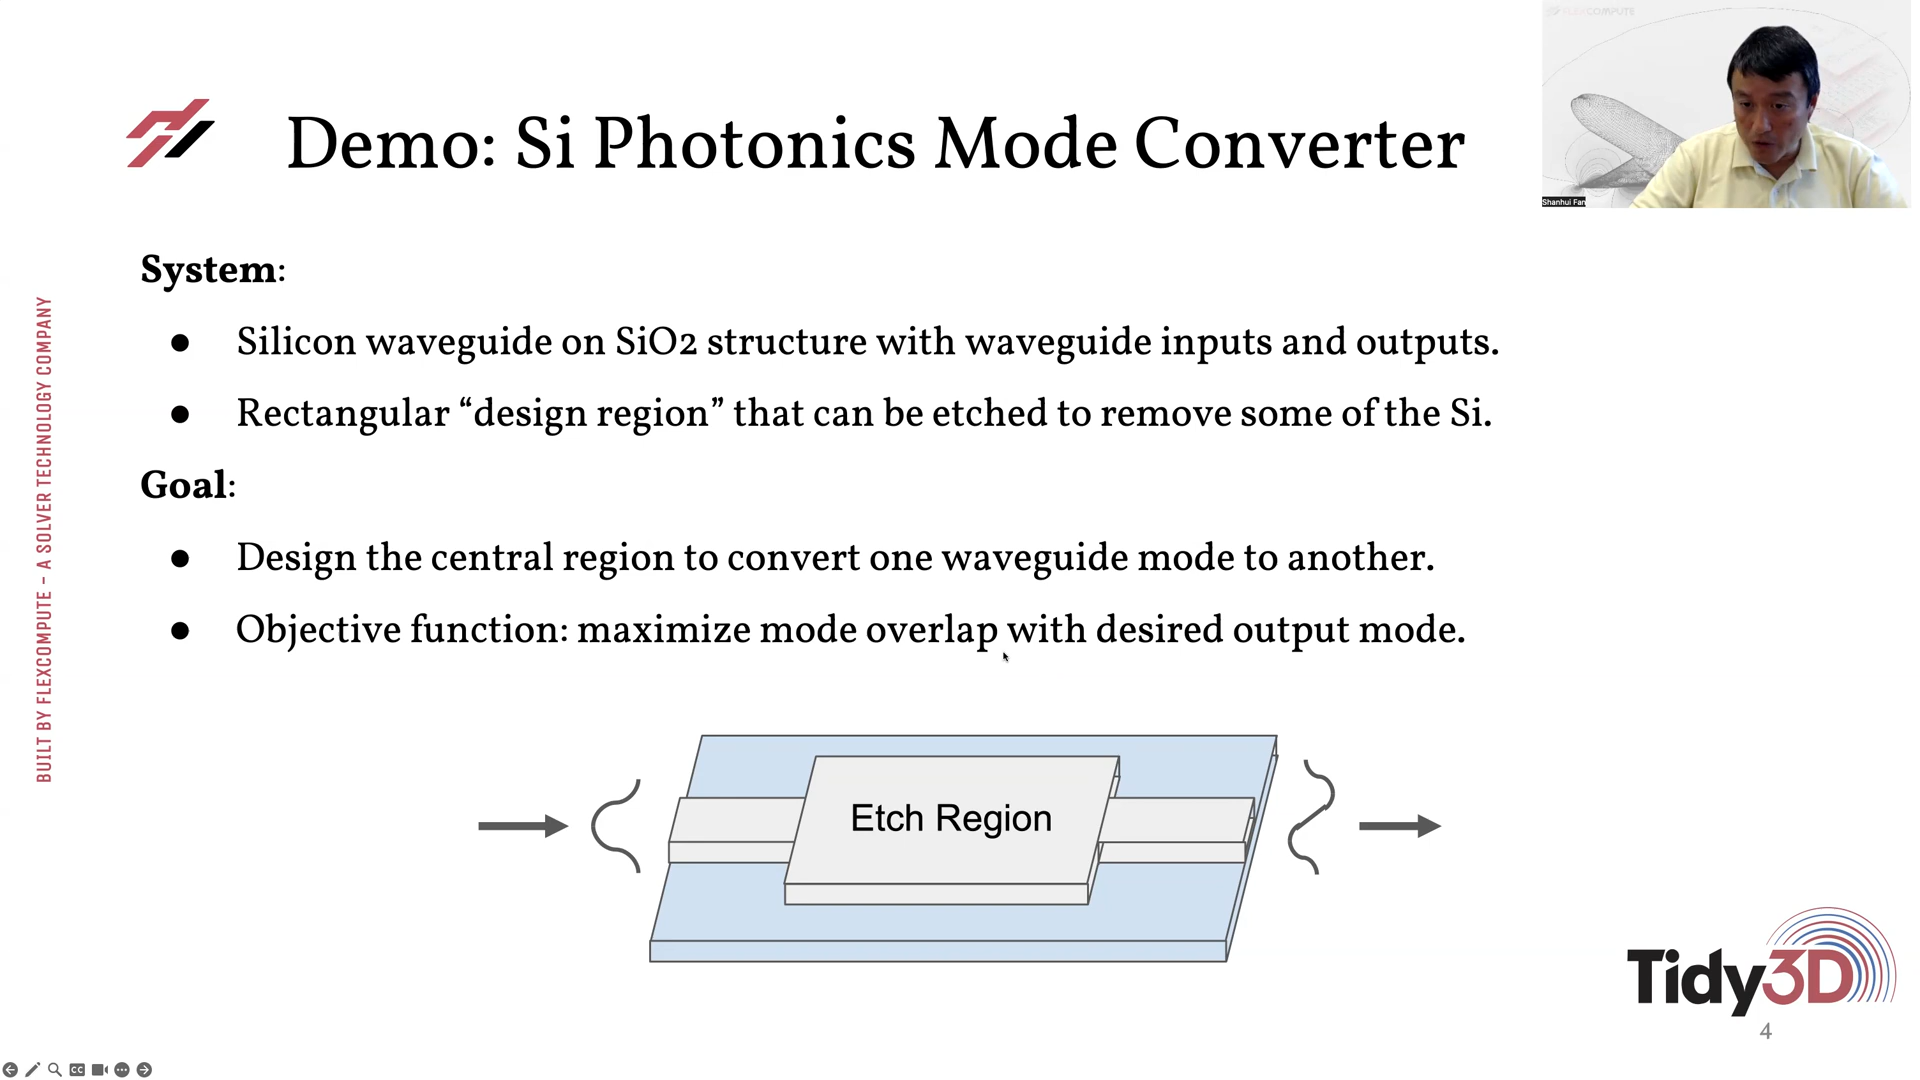 Demo: Si Photonics Mode Converter
Shanhui Fan
System:
● Silicon waveguide on SiO2 structure with waveguide inputs and outputs.
● Rectangular “design region” that can be etched to remove some of the Si.
Goal:
● Design the central region to convert one waveguide mode to another.
● Objective function: maximize mode overlap with desired output mode.
BUILT BY FLEXCOMPUTE - A SOLVER TECHNOLOGY COMPANY
Etch Region
Tidy3D
4
CC